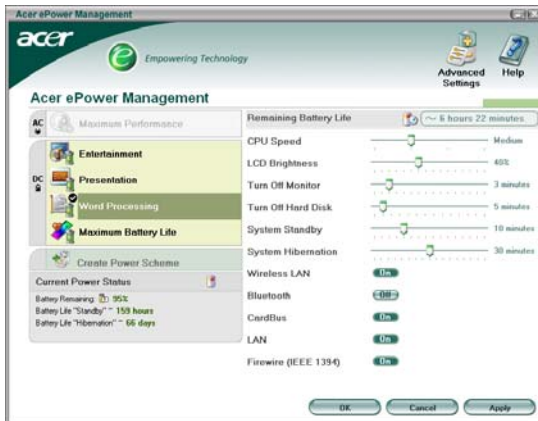 Acer ePower Management
acer
e
Empowering Technology
Advanced Settings
Help
Acer ePower Management
AC
Maximum Performance
DC
Entertainment
Presentation
Word Processing
Maximum Battery Life
Create Power Scheme
Current Power Status
Battery Remaining: 95%
Battery Life "Standby" ~ 159 hours
Battery Life "Hibernation" ~ 66 days
Remaining Battery Life ~ 6 hours 22 minutes
CPU Speed Medium
LCD Brightness 40%
Turn Off Monitor 3 minutes
Turn Off Hard Disk 5 minutes
System Standby 10 minutes
System Hibernation 30 minutes
Wireless LAN On
Bluetooth Off
CardBus On
LAN On
Firewire (IEEE 1394) On
OK Cancel Apply